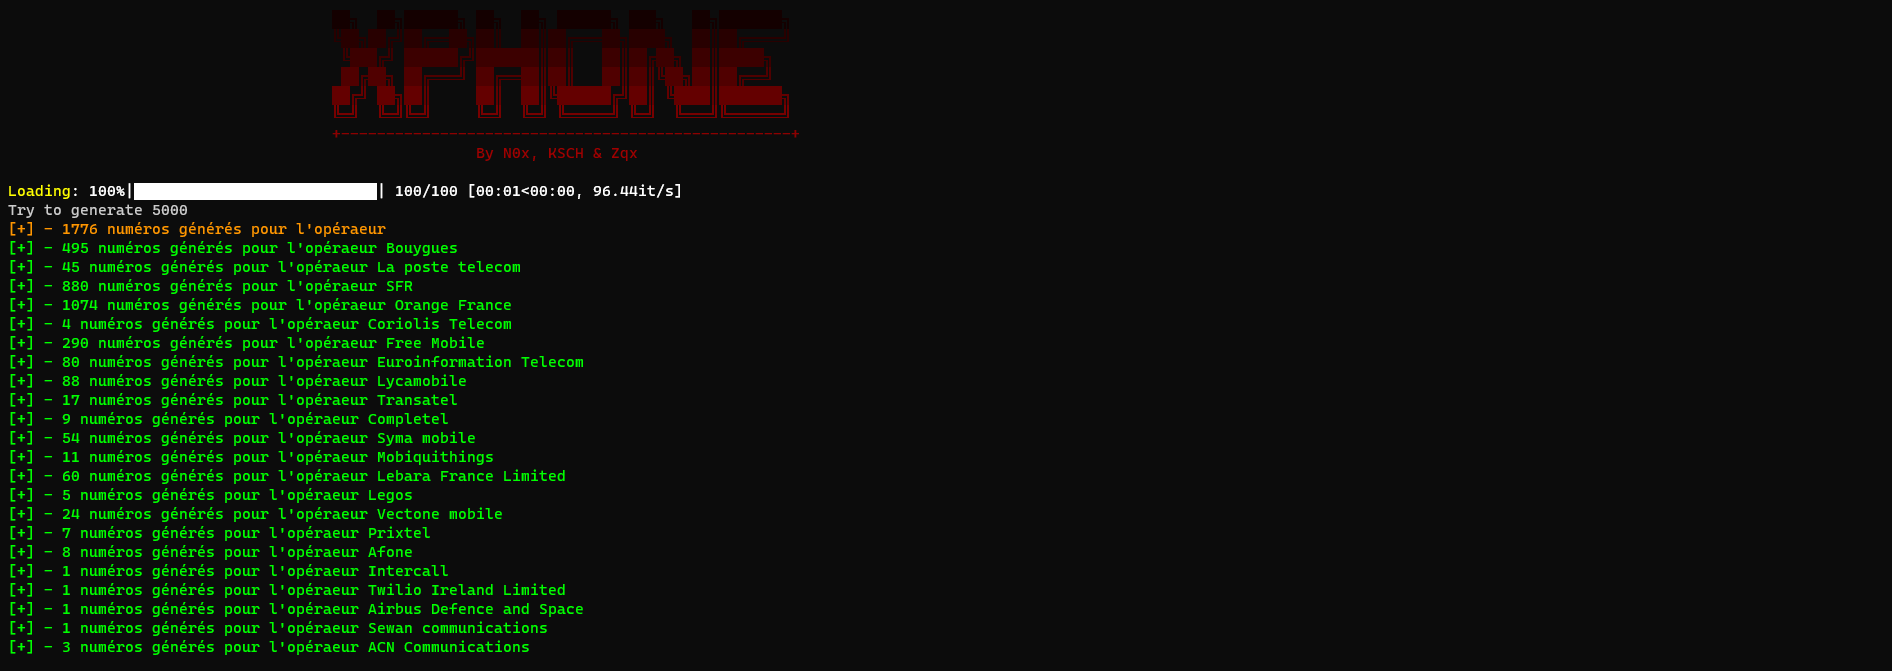 XPHONE
+--------------------------------------------------+
By N0x, KSCH & Zqx
Loading: 100%| | 100/100 [00:01<00:00, 96.44it/s]
Try to generate 5000
[+] - 1776 numéros générés pour l'opéraeur
[+] - 495 numéros générés pour l'opéraeur Bouygues
[+] - 45 numéros générés pour l'opéraeur La poste telecom
[+] - 880 numéros générés pour l'opéraeur SFR
[+] - 1074 numéros générés pour l'opéraeur Orange France
[+] - 4 numéros générés pour l'opéraeur Coriolis Telecom
[+] - 290 numéros générés pour l'opéraeur Free Mobile
[+] - 80 numéros générés pour l'opéraeur Euroinformation Telecom
[+] - 88 numéros générés pour l'opéraeur Lycamobile
[+] - 17 numéros générés pour l'opéraeur Transatel
[+] - 9 numéros générés pour l'opéraeur Completel
[+] - 54 numéros générés pour l'opéraeur Syma mobile
[+] - 11 numéros générés pour l'opéraeur Mobiquithings
[+] - 60 numéros générés pour l'opéraeur Lebara France Limited
[+] - 5 numéros générés pour l'opéraeur Legos
[+] - 24 numéros générés pour l'opéraeur Vectone mobile
[+] - 7 numéros générés pour l'opéraeur Prixtel
[+] - 8 numéros générés pour l'opéraeur Afone
[+] - 1 numéros générés pour l'opéraeur Intercall
[+] - 1 numéros générés pour l'opéraeur Twilio Ireland Limited
[+] - 1 numéros générés pour l'opéraeur Airbus Defence and Space
[+] - 1 numéros générés pour l'opéraeur Sewan communications
[+] - 3 numéros générés pour l'opéraeur ACN Communications